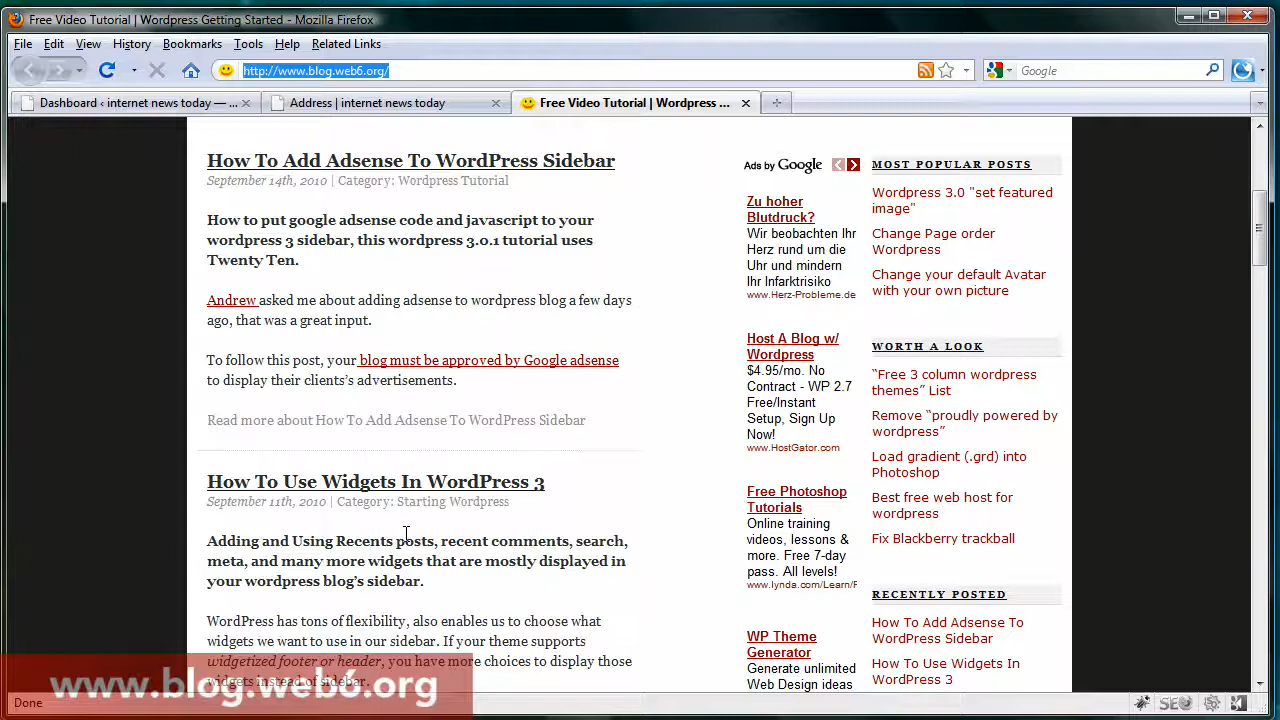 Free Video Tutorial | Wordpress Getting Started - Mozilla Firefox
File Edit View History Bookmarks Tools Help Related Links
http://www.blog.web6.org/
Google
Dashboard ‹ internet news today — ...
Address | internet news today
Free Video Tutorial | Wordpress ...
How To Add Adsense To WordPress Sidebar
September 14th, 2010 | Category: Wordpress Tutorial
How to put google adsense code and javascript to your
wordpress 3 sidebar, this wordpress 3.0.1 tutorial uses
Twenty Ten.
Andrew asked me about adding adsense to wordpress blog a few days
ago, that was a great input.
To follow this post, your blog must be approved by Google adsense
to display their clients's advertisements.
Read more about How To Add Adsense To WordPress Sidebar
How To Use Widgets In WordPress 3
September 11th, 2010 | Category: Starting Wordpress
Adding and Using Recents posts, recent comments, search,
meta, and many more widgets that are mostly displayed in
your wordpress blog's sidebar.
WordPress has tons of flexibility, also enables us to choose what
widgets we want to use in our sidebar. If your theme supports
widgetized footer or header, you have more choices to display those
widgets instead of sidebar.
Ads by Google
Zu hoher
Blutdruck?
Wir beobachten Ihr
Herz rund um die
Uhr und mindern
Ihr Infarktrisiko
www.Herz-Probleme.de
Host A Blog w/
Wordpress
$4.95/mo. No
Contract - WP 2.7
Free/Instant
Setup, Sign Up
Now!
www.HostGator.com
Free Photoshop
Tutorials
Online training
videos, lessons &
more. Free 7-day
pass. All levels!
www.lynda.com/Learn/F
WP Theme
Generator
Generate unlimited
Web Design ideas
MOST POPULAR POSTS
Wordpress 3.0 "set featured
image"
Change Page order
Wordpress
Change your default Avatar
with your own picture
WORTH A LOOK
“Free 3 column wordpress
themes” List
Remove “proudly powered by
wordpress”
Load gradient (.grd) into
Photoshop
Best free web host for
wordpress
Fix Blackberry trackball
RECENTLY POSTED
How To Add Adsense To
WordPress Sidebar
How To Use Widgets In
WordPress 3
www.blog.web6.org
Done
SEO